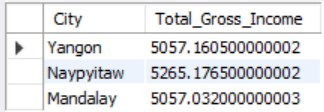 City Total_Gross_Income
Yangon 5057.160500000002
Naypyitaw 5265.176500000002
Mandalay 5057.032000000003